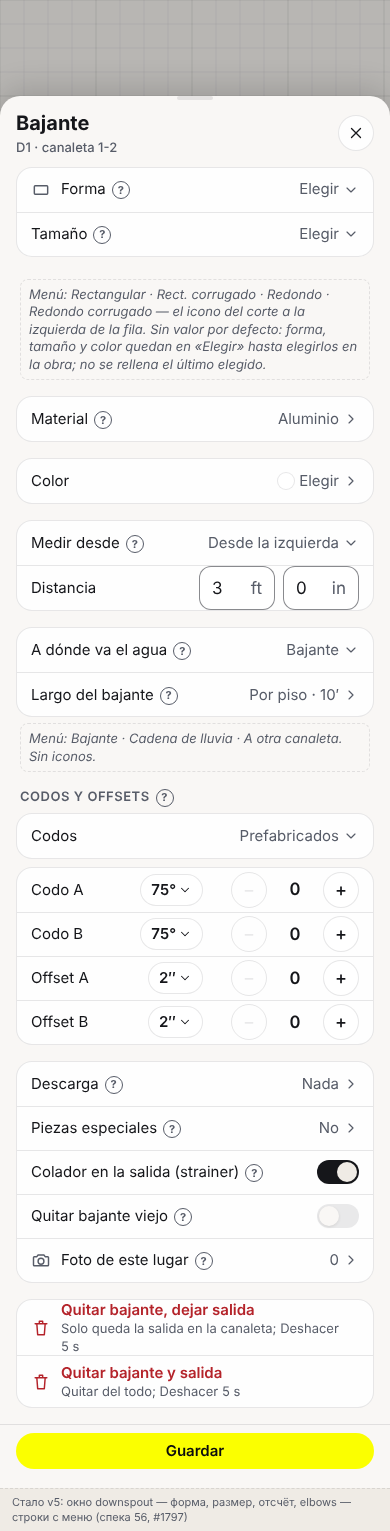 Bajante
D1 · canaleta 1-2
Forma ? Elegir
Tamaño ? Elegir
Menú: Rectangular · Rect. corrugado · Redondo ·
Redondo corrugado — el icono del corte a la
izquierda de la fila. Sin valor por defecto: forma,
tamaño y color quedan en «Elegir» hasta elegirlos en
la obra; no se rellena el último elegido.
Material ? Aluminio
Color Elegir
Medir desde ? Desde la izquierda
Distancia 3 ft 0 in
A dónde va el agua ? Bajante
Largo del bajante ? Por piso · 10′
Menú: Bajante · Cadena de lluvia · A otra canaleta.
Sin iconos.
CODOS Y OFFSETS ?
Codos Prefabricados
Codo A 75° − 0 +
Codo B 75° − 0 +
Offset A 2″ − 0 +
Offset B 2″ − 0 +
Descarga ? Nada
Piezas especiales ? No
Colador en la salida (strainer) ?
Quitar bajante viejo ?
Foto de este lugar ? 0
Quitar bajante, dejar salida
Solo queda la salida en la canaleta; Deshacer
5 s
Quitar bajante y salida
Quitar del todo; Deshacer 5 s
Guardar
Стало v5: окно downspout — форма, размер, отсчёт, elbows —
строки с меню (спека 56, #1797)